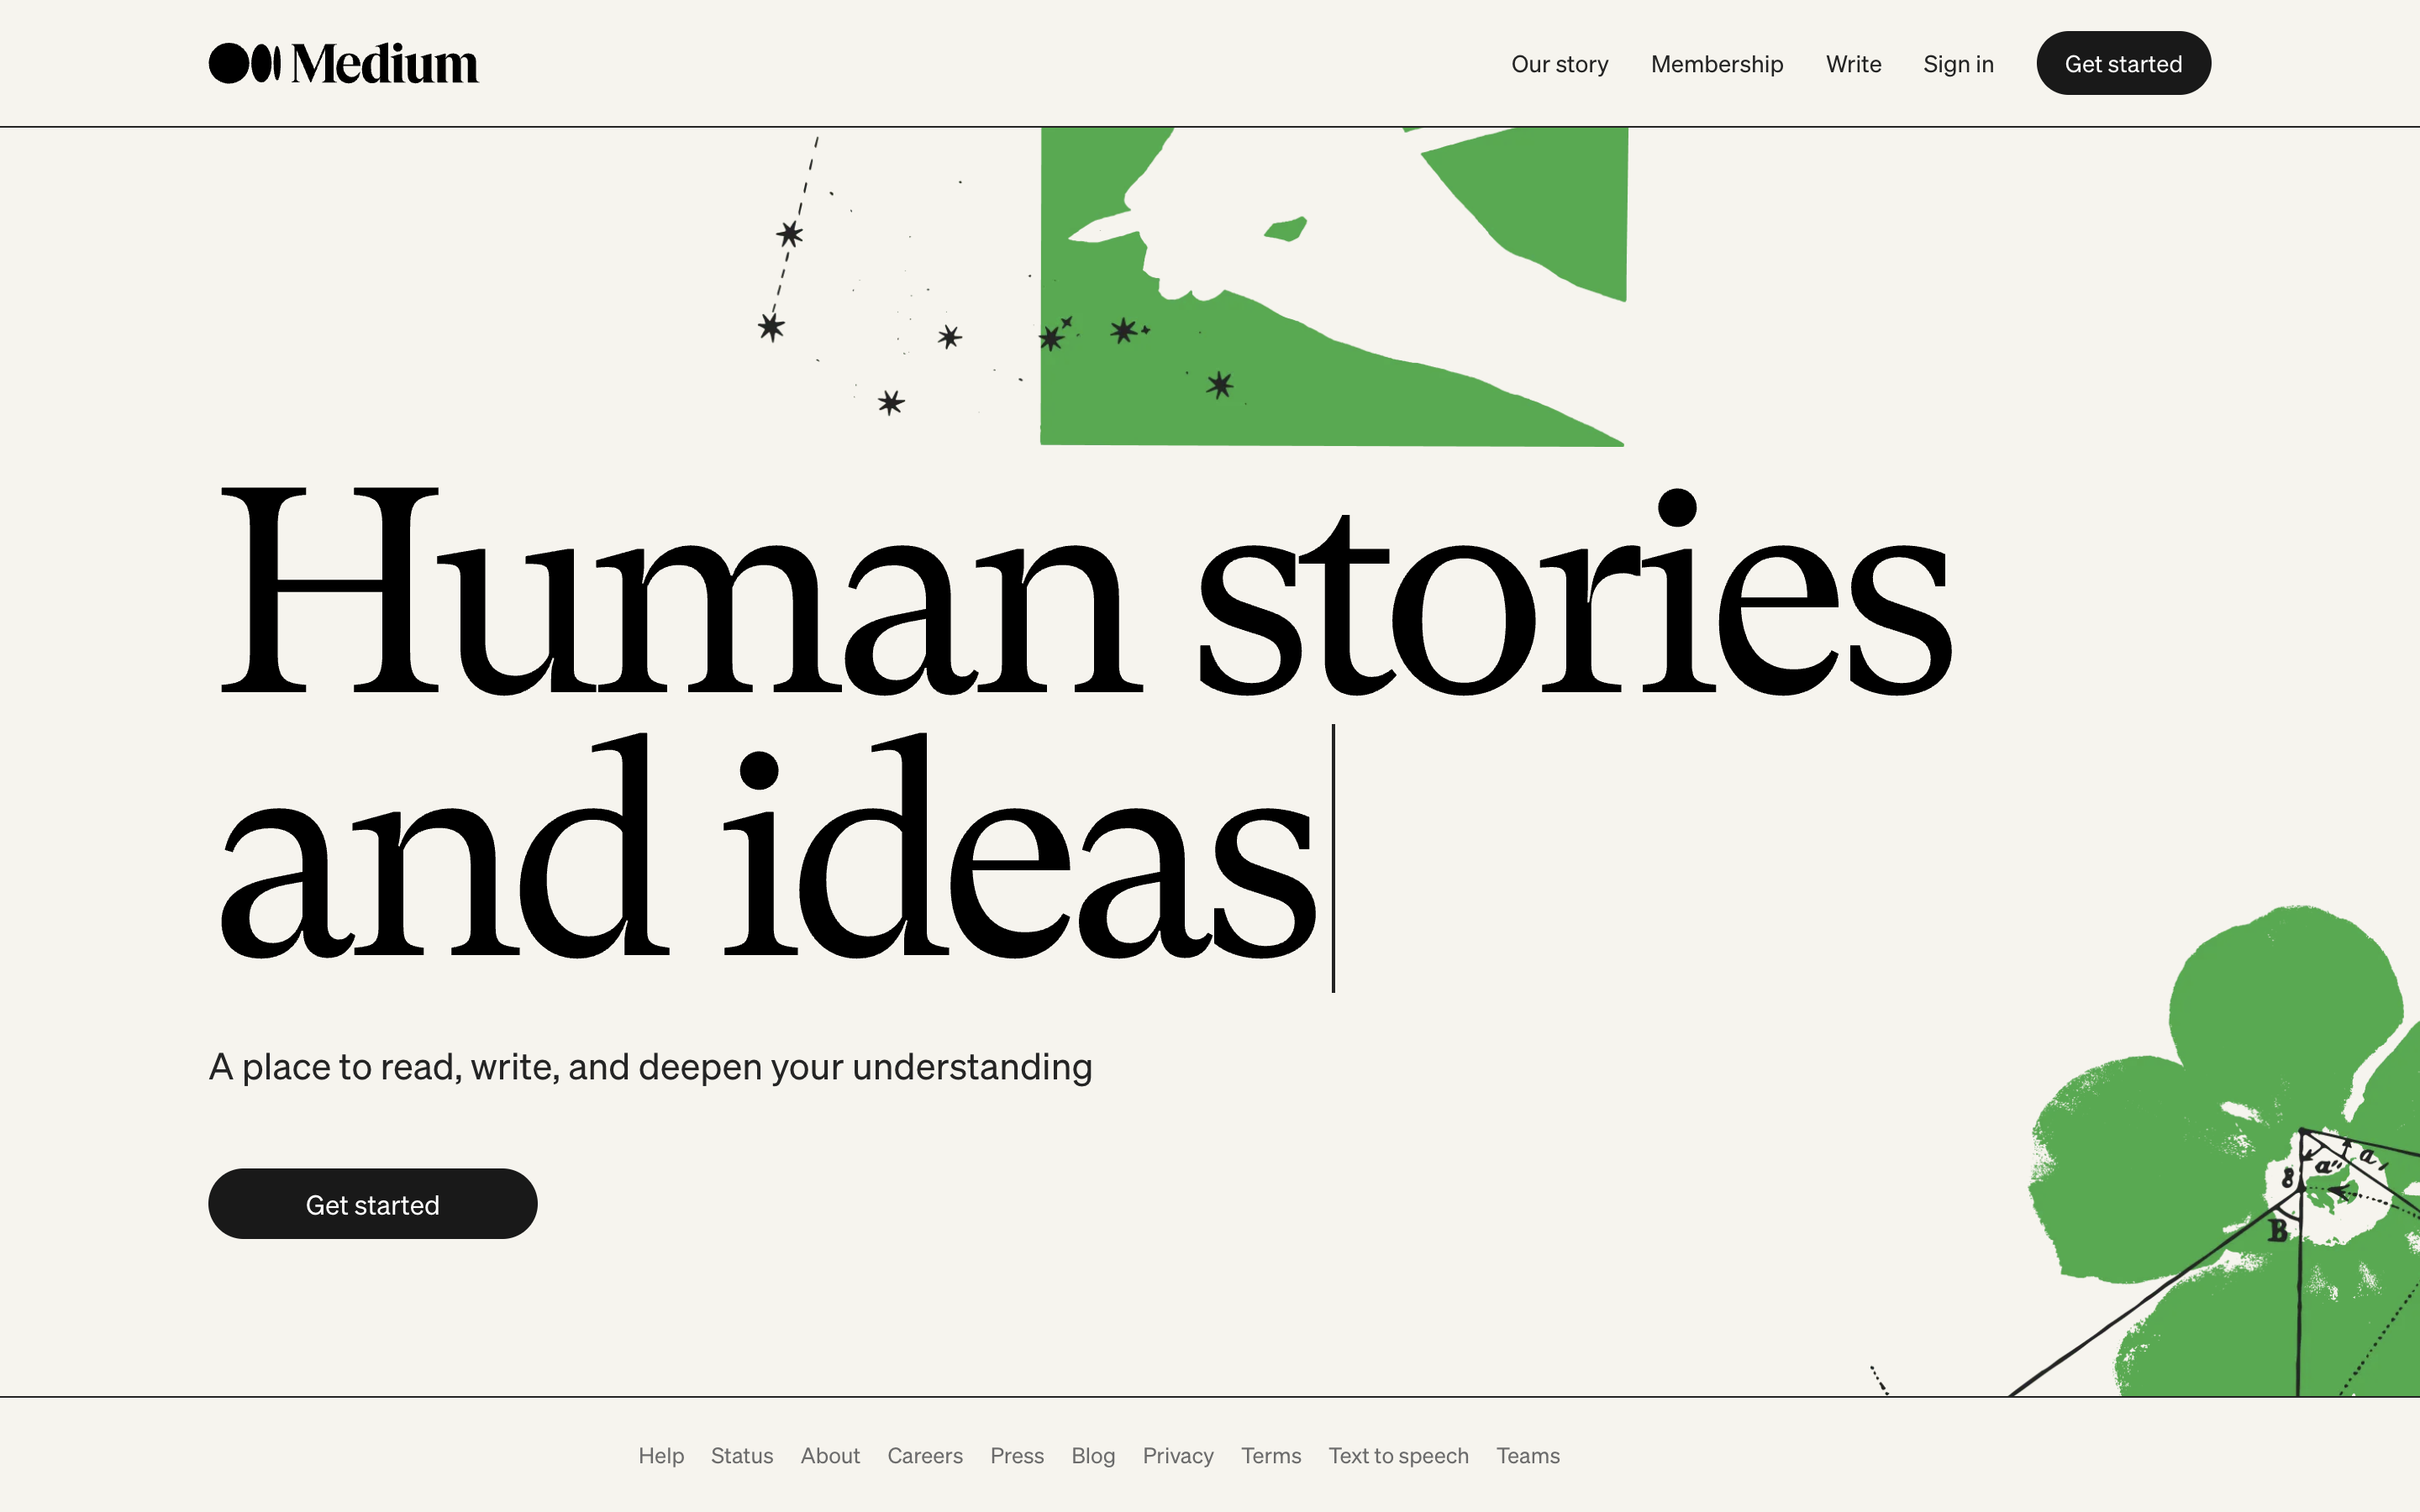 Medium
Our story Membership Write Sign in Get started
Human stories
and ideas
A place to read, write, and deepen your understanding
Get started
a" a'
8
B
Help Status About Careers Press Blog Privacy Terms Text to speech Teams